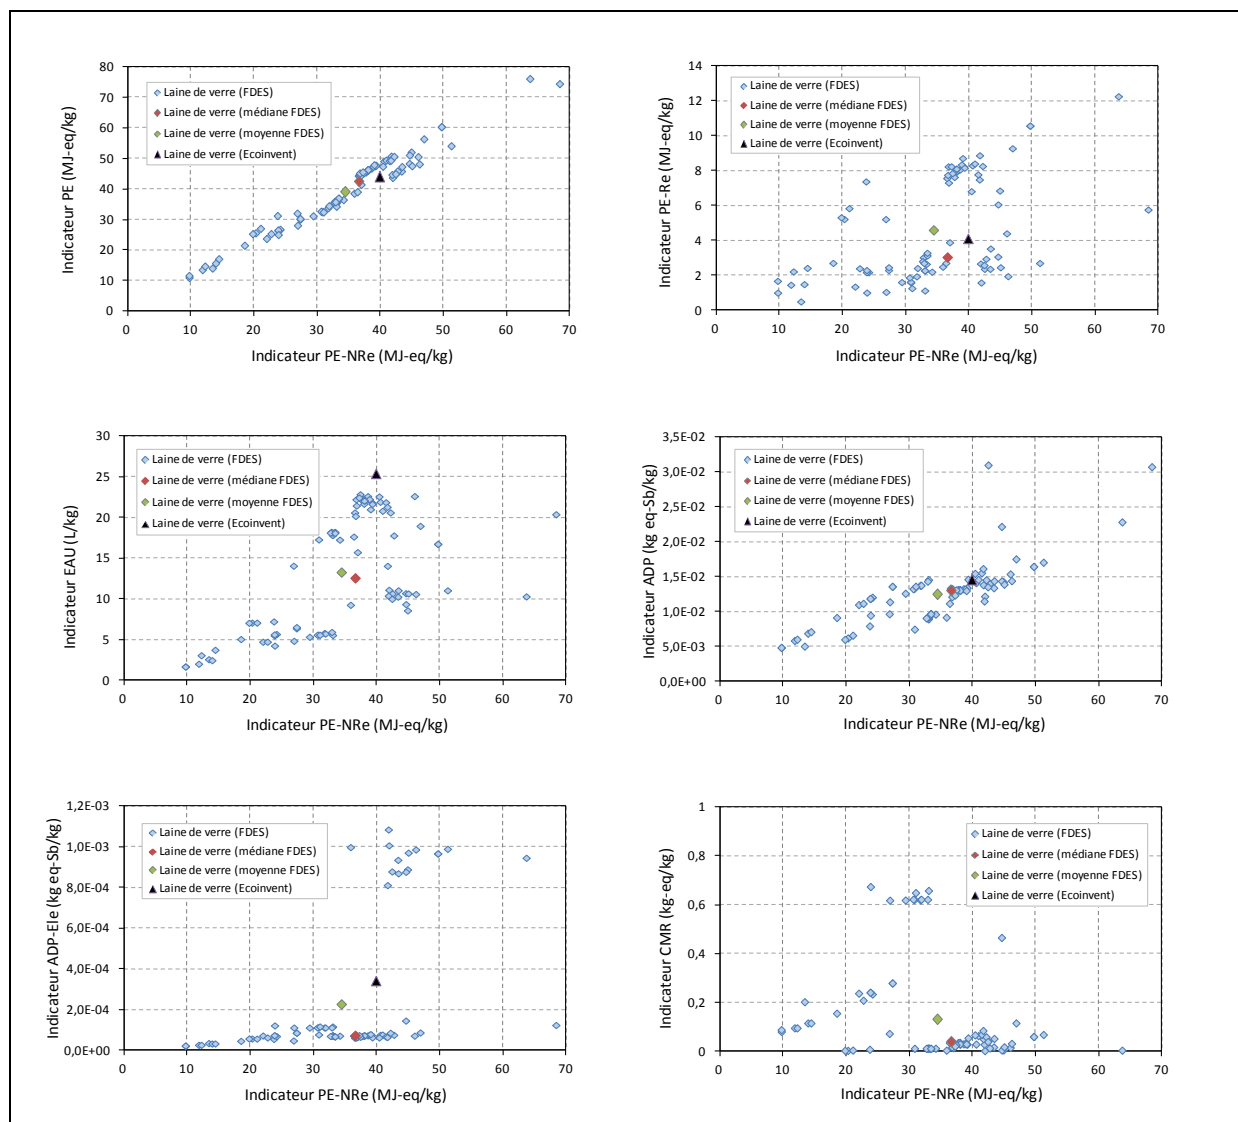 80
70
60
50
40
30
20
10
0
Indicateur PE (MJ-eq/kg)
Laine de verre (FDES)
Laine de verre (médiane FDES)
Laine de verre (moyenne FDES)
Laine de verre (Ecoinvent)
0 10 20 30 40 50 60 70
Indicateur PE-NRe (MJ-eq/kg)
14
12
10
8
6
4
2
0
Indicateur PE-Re (MJ-eq/kg)
Laine de verre (FDES)
Laine de verre (médiane FDES)
Laine de verre (moyenne FDES)
Laine de verre (Ecoinvent)
0 10 20 30 40 50 60 70
Indicateur PE-NRe (MJ-eq/kg)
30
25
20
15
10
5
0
Indicateur EAU (L/kg)
Laine de verre (FDES)
Laine de verre (médiane FDES)
Laine de verre (moyenne FDES)
Laine de verre (Ecoinvent)
0 10 20 30 40 50 60 70
Indicateur PE-NRe (MJ-eq/kg)
3,5E-02
3,0E-02
2,5E-02
2,0E-02
1,5E-02
1,0E-02
5,0E-03
0,0E+00
Indicateur ADP (kg eq-Sb/kg)
Laine de verre (FDES)
Laine de verre (médiane FDES)
Laine de verre (moyenne FDES)
Laine de verre (Ecoinvent)
0 10 20 30 40 50 60 70
Indicateur PE-NRe (MJ-eq/kg)
1,2E-03
1,0E-03
8,0E-04
6,0E-04
4,0E-04
2,0E-04
0,0E+00
Indicateur ADP-Ele (kg eq-Sb/kg)
Laine de verre (FDES)
Laine de verre (médiane FDES)
Laine de verre (moyenne FDES)
Laine de verre (Ecoinvent)
0 10 20 30 40 50 60 70
Indicateur PE-NRe (MJ-eq/kg)
1
0,8
0,6
0,4
0,2
0
Indicateur CMR (kg-eq/kg)
Laine de verre (FDES)
Laine de verre (médiane FDES)
Laine de verre (moyenne FDES)
Laine de verre (Ecoinvent)
0 10 20 30 40 50 60 70
Indicateur PE-NRe (MJ-eq/kg)